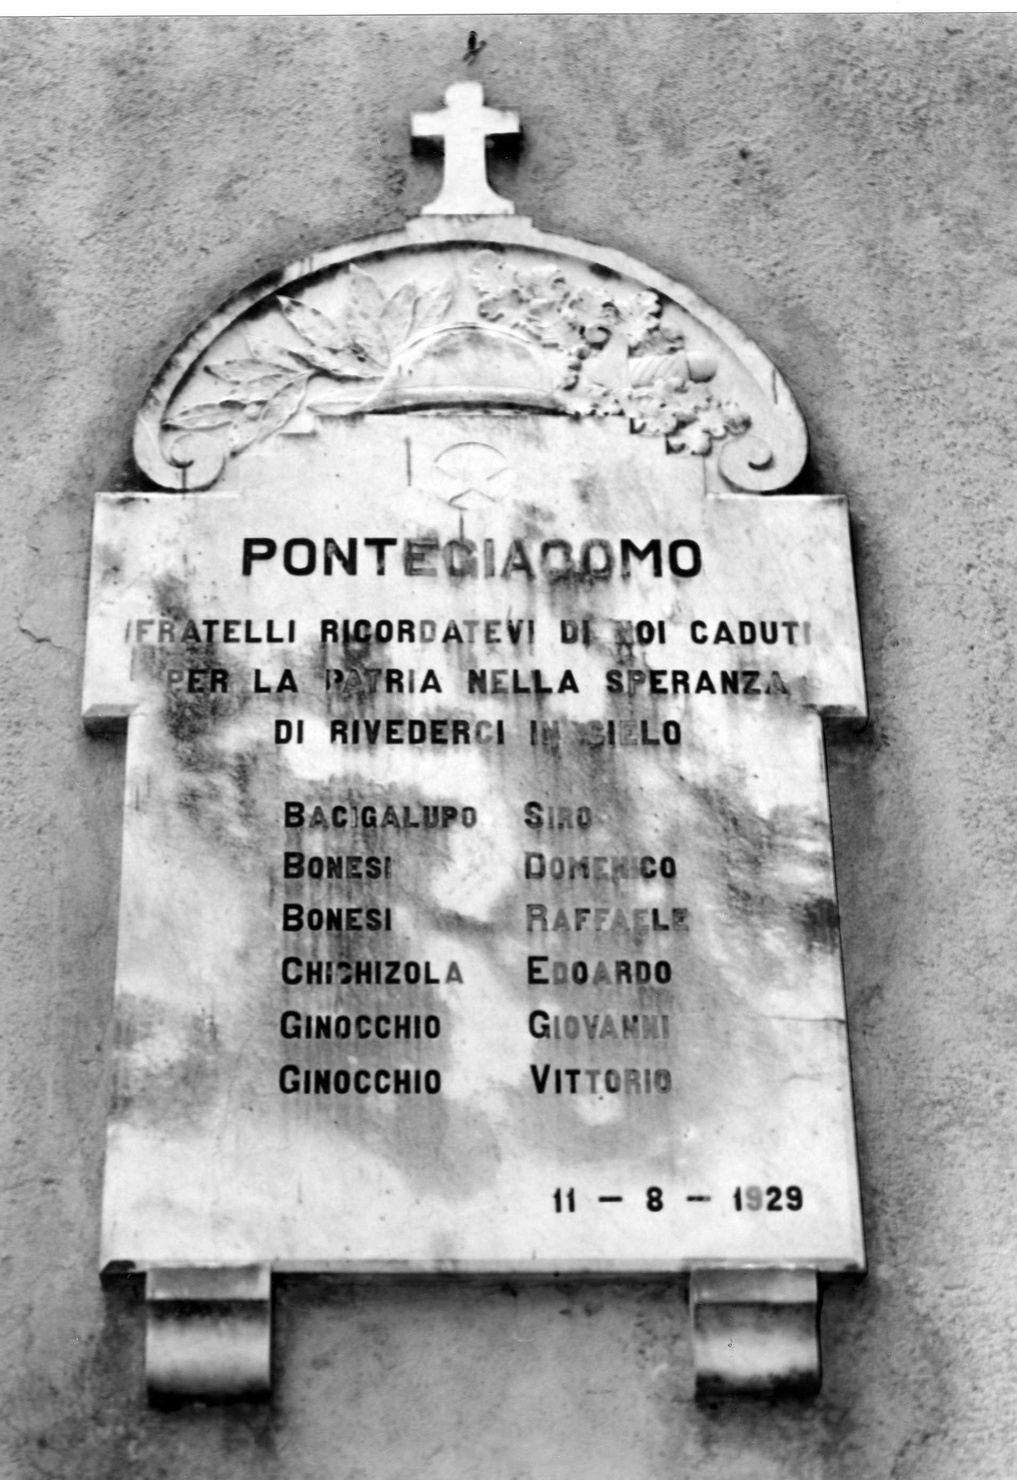 PONTEGIACOMO
FRATELLI RICORDATEVI DI NOI CADUTI
PER LA PATRIA NELLA SPERANZA
DI RIVEDERCI IN CIELO
BACIGALUPO SIRO
BONESI DOMENICO
BONESI RAFFAELE
CHICHIZOLA EDOARDO
GINOCCHIO GIOVANNI
GINOCCHIO VITTORIO
11 - 8 - 1929